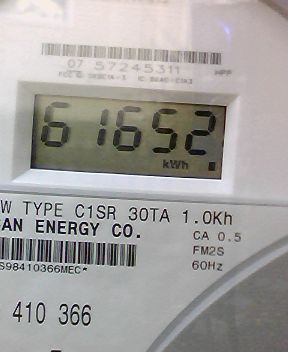 07 57245311
61652
kWh
W TYPE C1SR 30TA 1.0Kh
AN ENERGY CO.
CA 0.5
FM2S
60Hz
S98410366MEC*
410 366